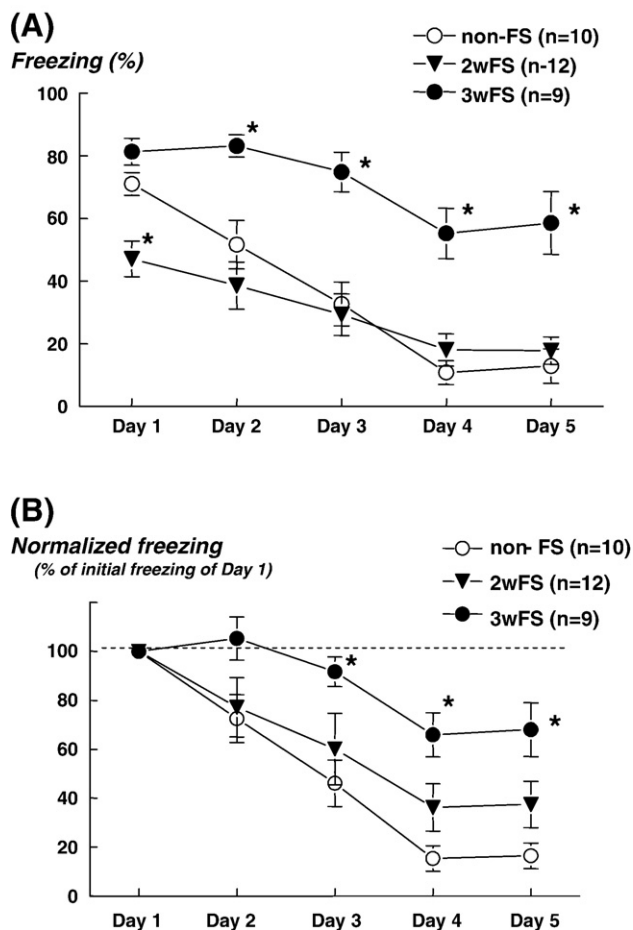 (A)
Freezing (%)
non-FS (n=10)
2wFS (n-12)
3wFS (n=9)
100
80
60
40
20
0
*
*
*
*
*
Day 1 Day 2 Day 3 Day 4 Day 5
(B)
Normalized freezing
(% of initial freezing of Day 1)
non- FS (n=10)
2wFS (n=12)
3wFS (n=9)
100
80
60
40
20
0
*
*
*
Day 1 Day 2 Day 3 Day 4 Day 5